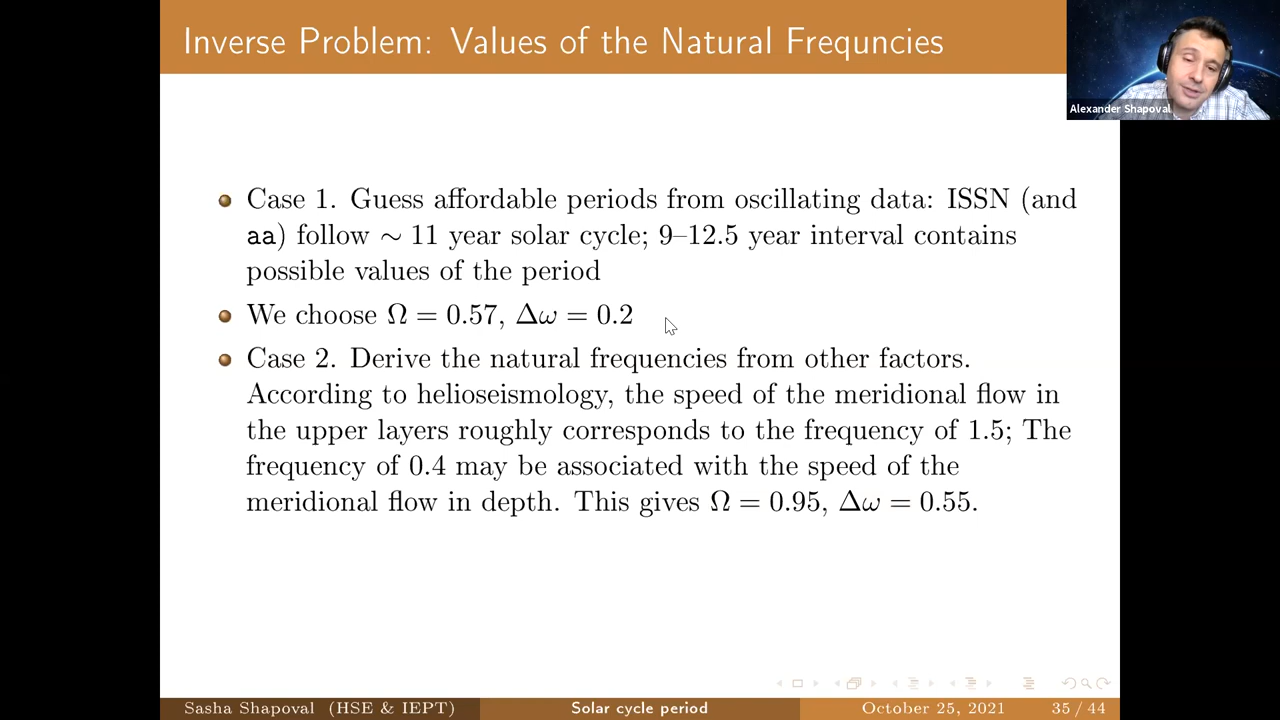 Inverse Problem: Values of the Natural Frequncies
Alexander Shapoval
Case 1. Guess affordable periods from oscillating data: ISSN (and
aa) follow ∼ 11 year solar cycle; 9–12.5 year interval contains
possible values of the period
We choose Ω = 0.57, Δω = 0.2
Case 2. Derive the natural frequencies from other factors.
According to helioseismology, the speed of the meridional flow in
the upper layers roughly corresponds to the frequency of 1.5; The
frequency of 0.4 may be associated with the speed of the
meridional flow in depth. This gives Ω = 0.95, Δω = 0.55.
Sasha Shapoval (HSE & IEPT)
Solar cycle period
October 25, 2021
35 / 44